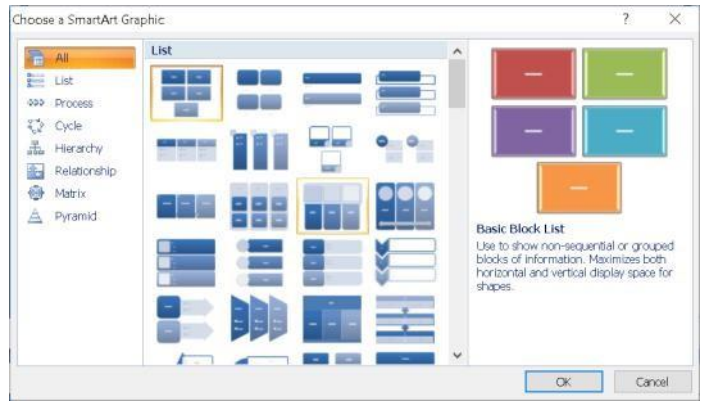 Choose a SmartArt Graphic
?
All
List
Process
Cycle
Hierarchy
Relationship
Matrix
Pyramid
List
Basic Block List
Use to show non-sequential or grouped
blocks of information. Maximizes both
horizontal and vertical display space for
shapes.
OK
Cancel